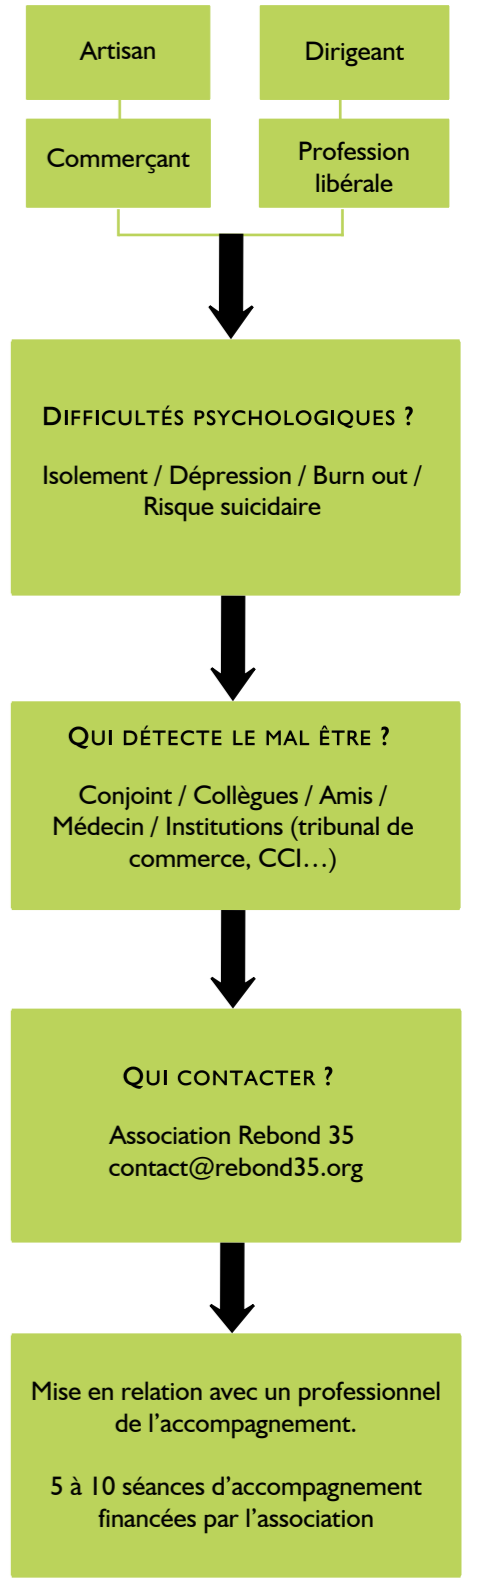 Artisan
Dirigeant
Commerçant
Profession
libérale
DIFFICULTÉS PSYCHOLOGIQUES ?
Isolement / Dépression / Burn out /
Risque suicidaire
QUI DÉTECTE LE MAL ÊTRE ?
Conjoint / Collègues / Amis /
Médecin / Institutions (tribunal de
commerce, CCI…)
QUI CONTACTER ?
Association Rebond 35
contact@rebond35.org
Mise en relation avec un professionnel
de l’accompagnement.
5 à 10 séances d’accompagnement
financées par l’association